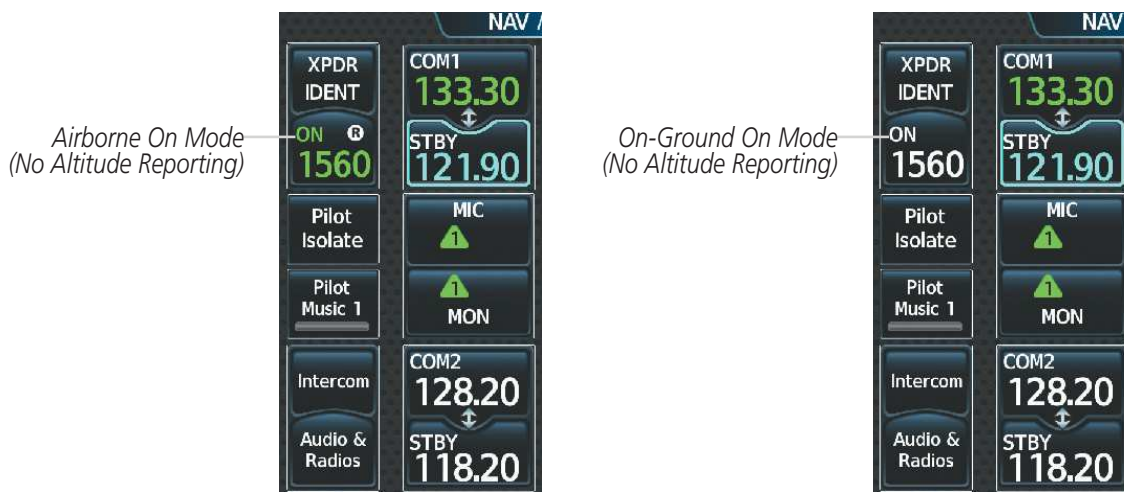 NAV /
XPDR
IDENT
ON R
1560
COM1
133.30
STBY
121.90
Airborne On Mode
(No Altitude Reporting)
Pilot
Isolate
MIC
1
Pilot
Music 1
1
MON
Intercom
COM2
128.20
Audio &
Radios
STBY
118.20
NAV
XPDR
IDENT
ON
1560
COM1
133.30
STBY
121.90
On-Ground On Mode
(No Altitude Reporting)
Pilot
Isolate
MIC
1
Pilot
Music 1
1
MON
Intercom
COM2
128.20
Audio &
Radios
STBY
118.20